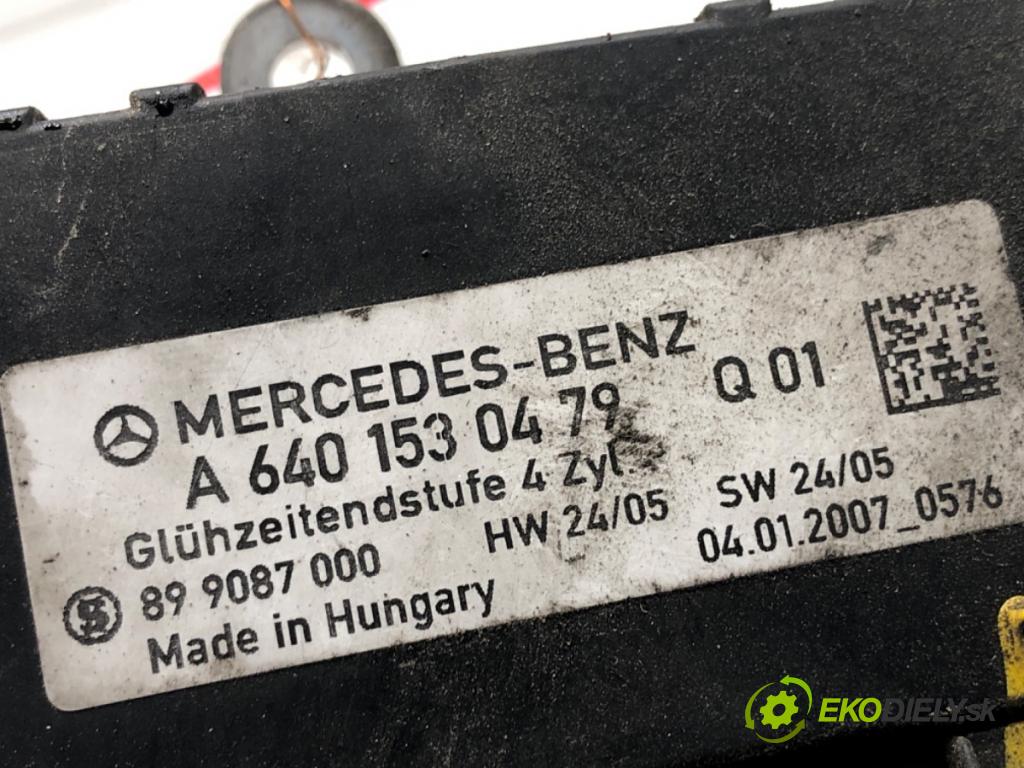 MERCEDES-BENZ
A 640 153 04 79 Q 01
Glühzeitendstufe 4 Zyl.
HW 24/05 SW 24/05
89 9087 000 04.01.2007_0576
Made in Hungary
EKODIELY.sk